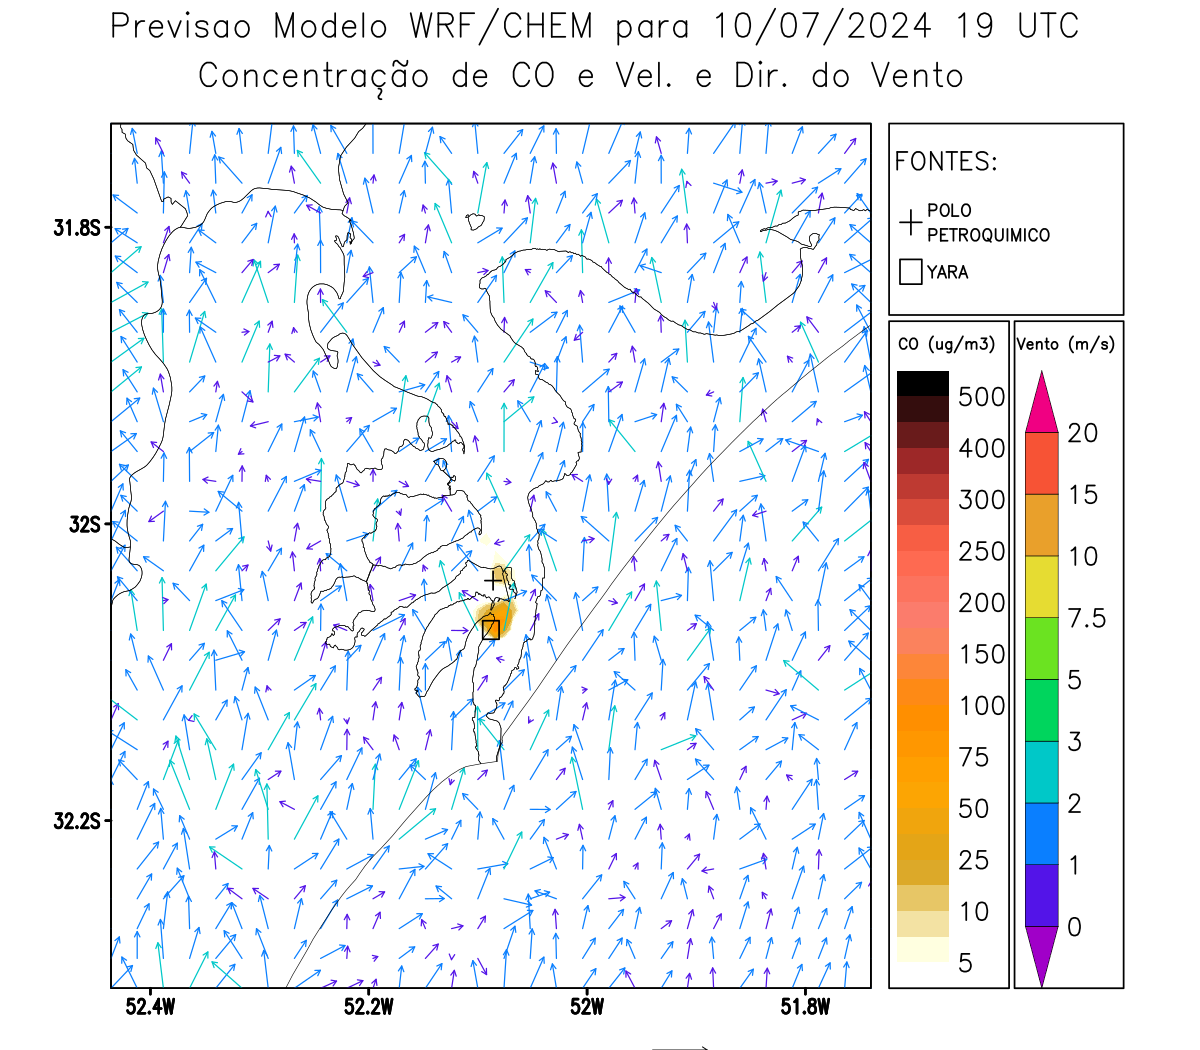 Previsao Modelo WRF/CHEM para 10/07/2024 19 UTC
Concentração de CO e Vel. e Dir. do Vento
FONTES:
POLO
PETROQUIMICO
YARA
CO (ug/m3)
500
400
300
250
200
150
100
75
50
25
10
5
Vento (m/s)
20
15
10
7.5
5
3
2
1
0
31.8S
32S
32.2S
52.4W
52.2W
52W
51.8W